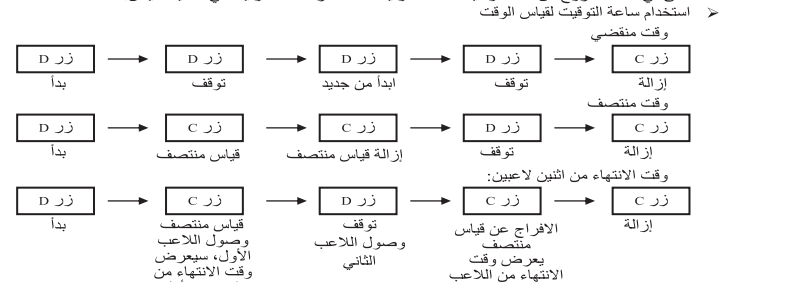 ➢ استخدام ساعة التوقيت لقياس الوقت
وقت منقضي
زر D → زر D → زر D → زر D → زر C
بدأ توقف ابدأ من جديد توقف إزالة
وقت منتصف
زر D → زر C → زر C → زر D → زر C
بدأ قياس منتصف إزالة قياس منتصف توقف إزالة
وقت الانتهاء من اثنين لاعبين:
زر D → زر C → زر D → زر C → زر C
بدأ
قياس منتصف
وصول اللاعب
الأول، سيعرض
وقت الانتهاء من
توقف
وصول اللاعب
الثاني
الافراج عن قياس
منتصف
يعرض وقت
الانتهاء من اللاعب
إزالة